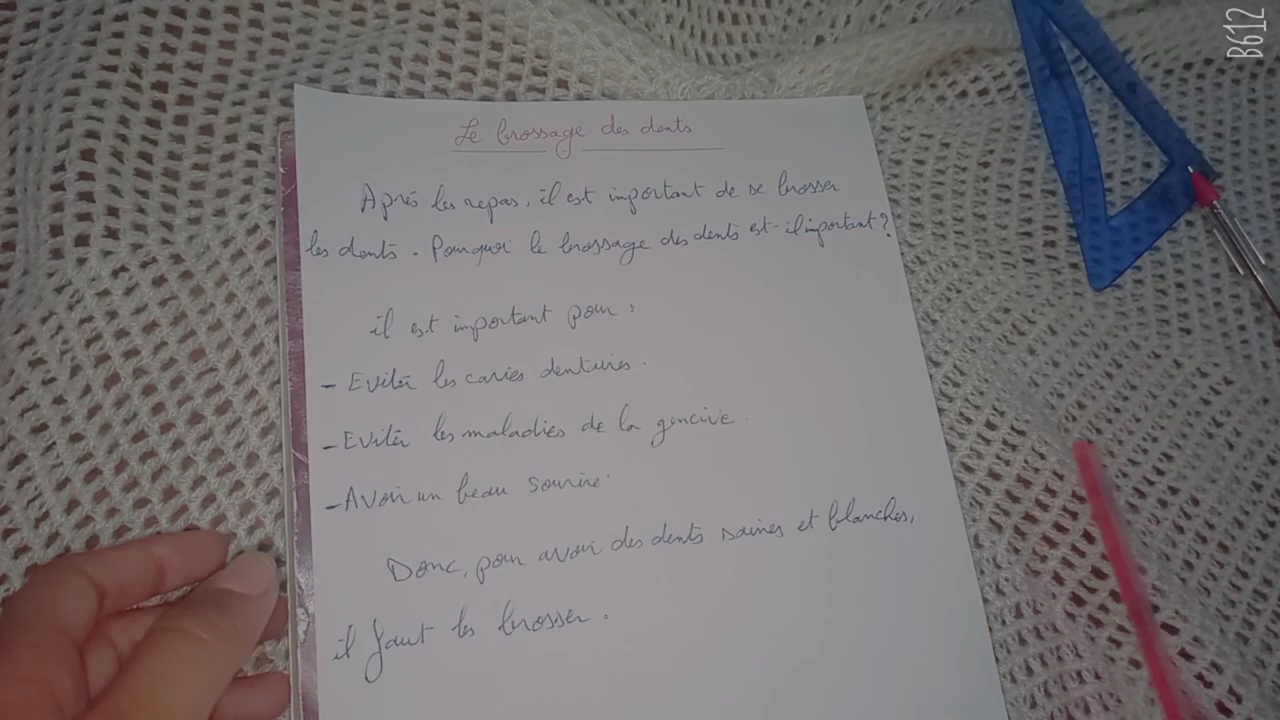 Le brossage des dents
Après les repas, il est important de se brosser
les dents. Pourquoi le brossage des dents est-il important?
il est important pour :
- Eviter les caries dentaires.
- Eviter les maladies de la gencive.
- Avoir un beau sourire.
Donc, pour avoir des dents saines et blanches,
il faut les brosser.
B612